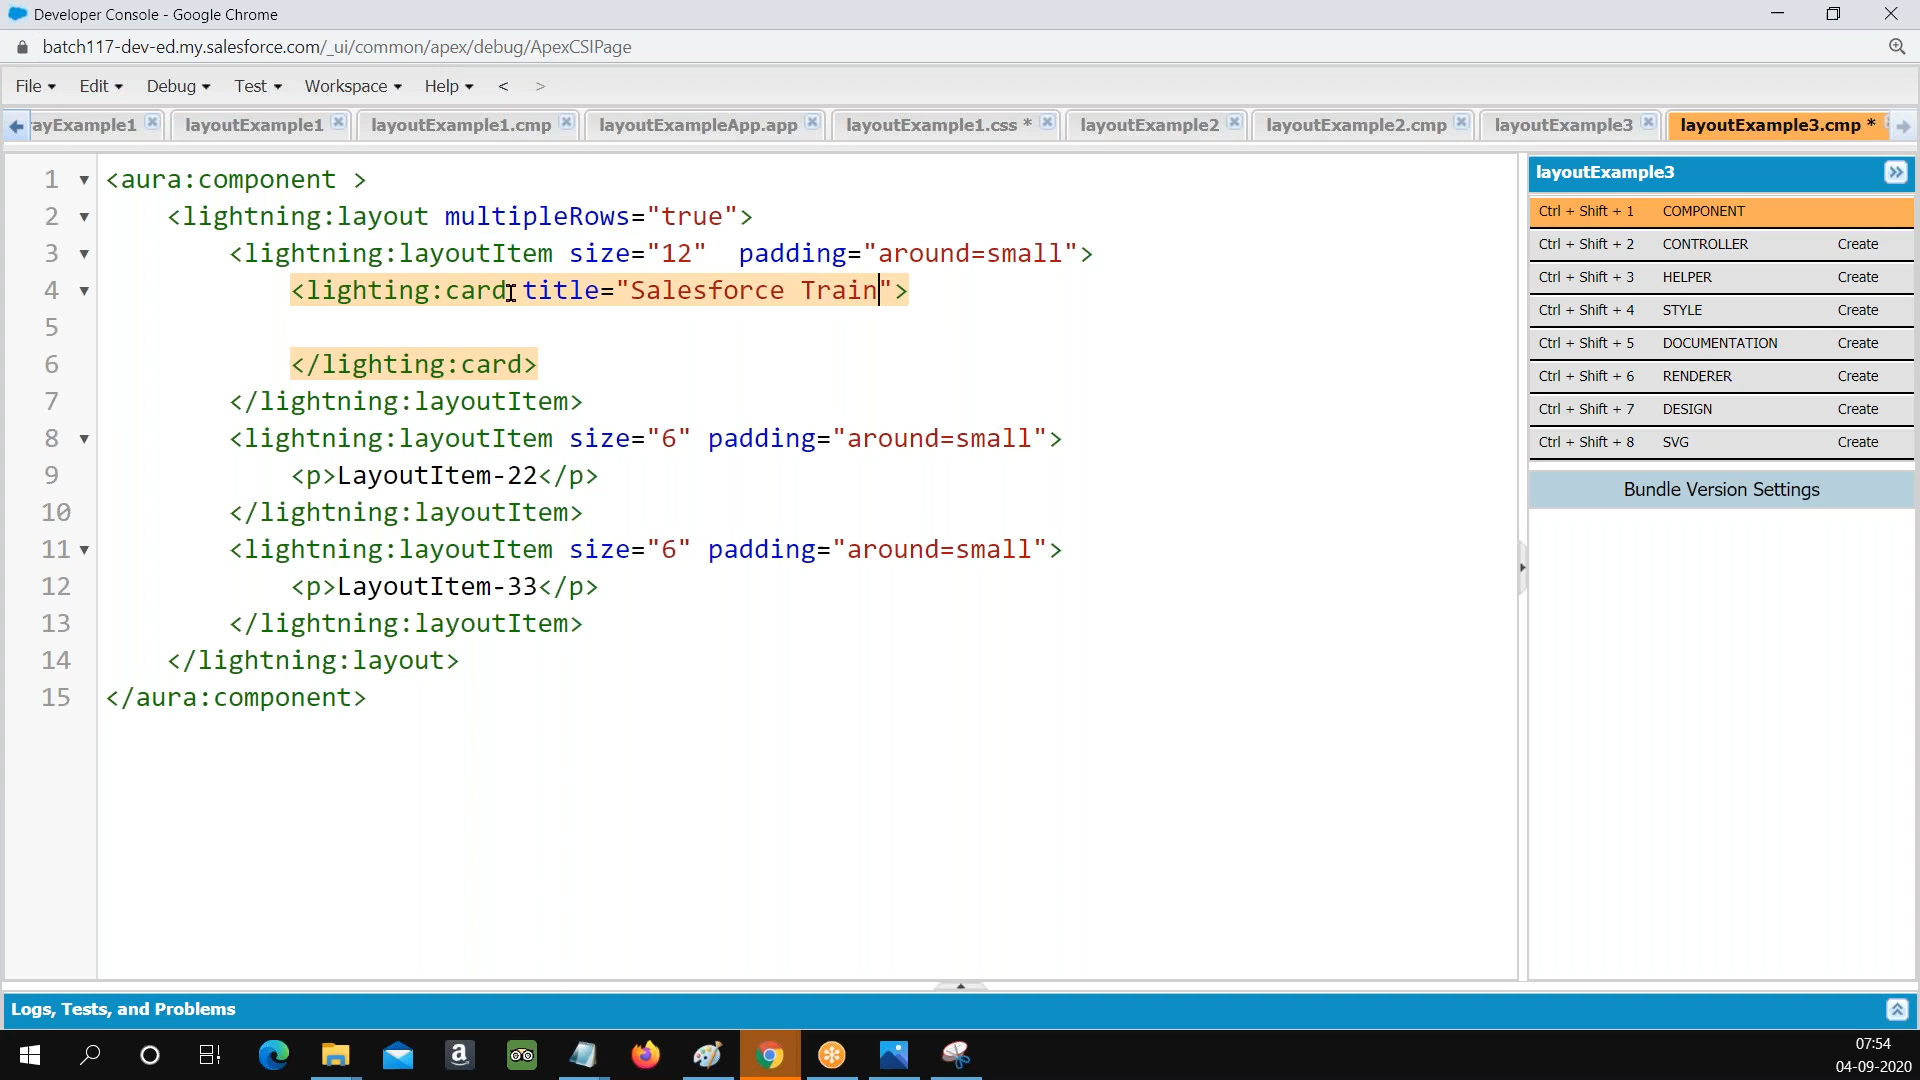 Developer Console - Google Chrome
batch117-dev-ed.my.salesforce.com/_ui/common/apex/debug/ApexCSIPage
File Edit Debug Test Workspace Help < >
ayExample1 layoutExample1 layoutExample1.cmp layoutExampleApp.app layoutExample1.css * layoutExample2 layoutExample2.cmp layoutExample3 layoutExample3.cmp *
1 <aura:component >
2 <lightning:layout multipleRows="true">
3 <lightning:layoutItem size="12"  padding="around=small">
4 <lighting:card title="Salesforce Train">
5
6 </lighting:card>
7 </lightning:layoutItem>
8 <lightning:layoutItem size="6" padding="around=small">
9 <p>LayoutItem-22</p>
10 </lightning:layoutItem>
11 <lightning:layoutItem size="6" padding="around=small">
12 <p>LayoutItem-33</p>
13 </lightning:layoutItem>
14 </lightning:layout>
15 </aura:component>
layoutExample3
Ctrl + Shift + 1 COMPONENT
Ctrl + Shift + 2 CONTROLLER Create
Ctrl + Shift + 3 HELPER Create
Ctrl + Shift + 4 STYLE Create
Ctrl + Shift + 5 DOCUMENTATION Create
Ctrl + Shift + 6 RENDERER Create
Ctrl + Shift + 7 DESIGN Create
Ctrl + Shift + 8 SVG Create
Bundle Version Settings
Logs, Tests, and Problems
07:54
04-09-2020